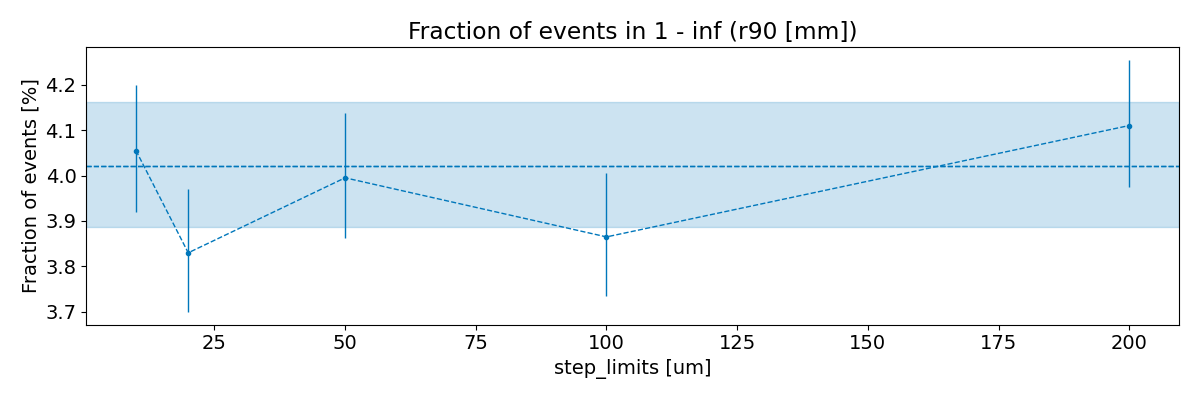 Fraction of events in 1 - inf (r90 [mm])
Fraction of events [%]
4.2
4.1
4.0
3.9
3.8
3.7
25 50 75 100 125 150 175 200
step_limits [um]